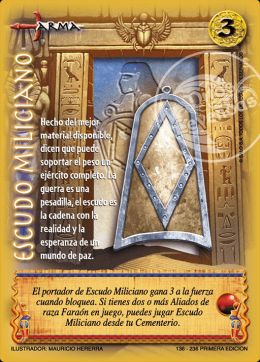 ARMA
3
ESCUDO MILICIANO
Hecho del mejor
material disponible,
dicen que puede
soportar el peso un
ejército completo. La
guerra es una
pesadilla, el escudo es
la cadena con la
realidad y la
esperanza de un
mundo de paz.
El portador de Escudo Miliciano gana 3 a la fuerza
cuando bloquea. Si tienes dos o más Aliados de
raza Faraón en juego, puedes jugar Escudo
Miliciano desde tu Cementerio.
ILUSTRADOR: MAURICIO HERERRA
136 - 236 PRIMERA EDICION